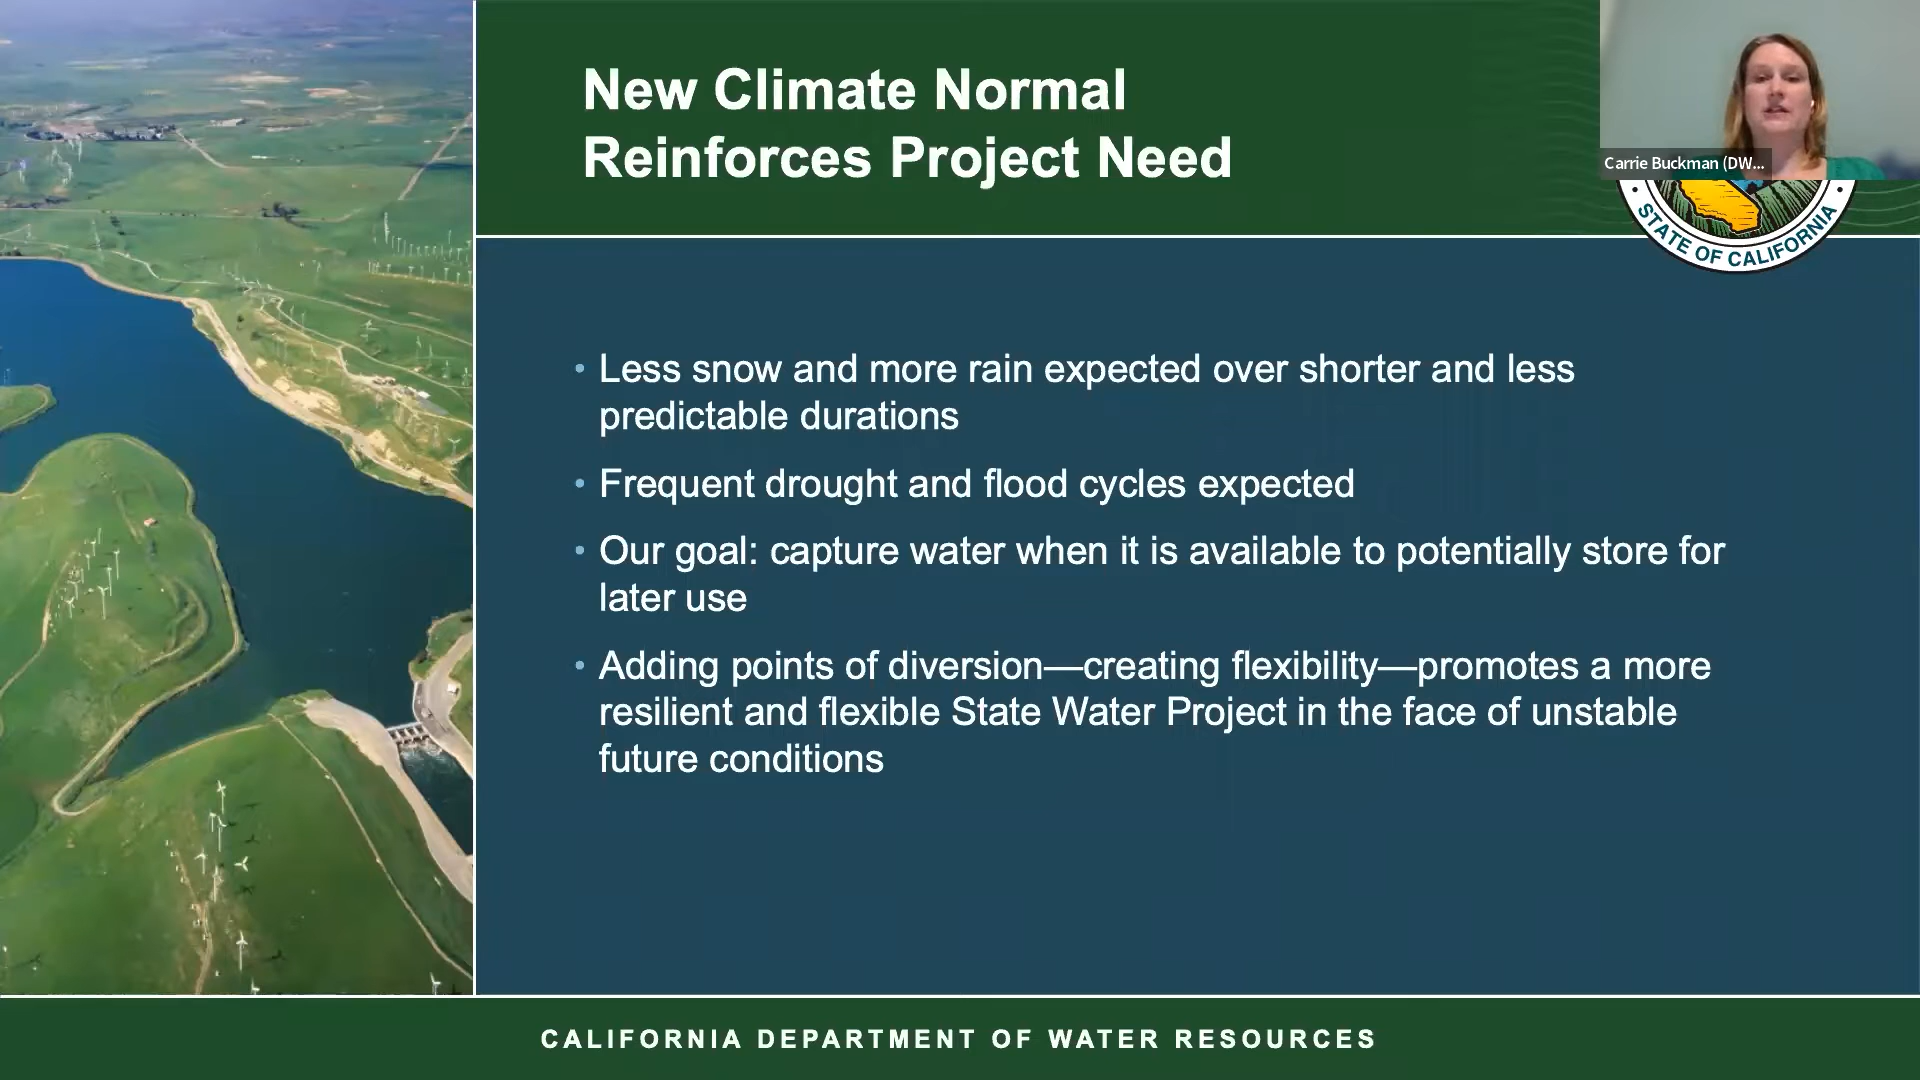 New Climate Normal
Reinforces Project Need
Carrie Buckman (DW...
STATE OF CALIFORNIA
• Less snow and more rain expected over shorter and less
predictable durations
• Frequent drought and flood cycles expected
• Our goal: capture water when it is available to potentially store for
later use
• Adding points of diversion—creating flexibility—promotes a more
resilient and flexible State Water Project in the face of unstable
future conditions
CALIFORNIA DEPARTMENT OF WATER RESOURCES